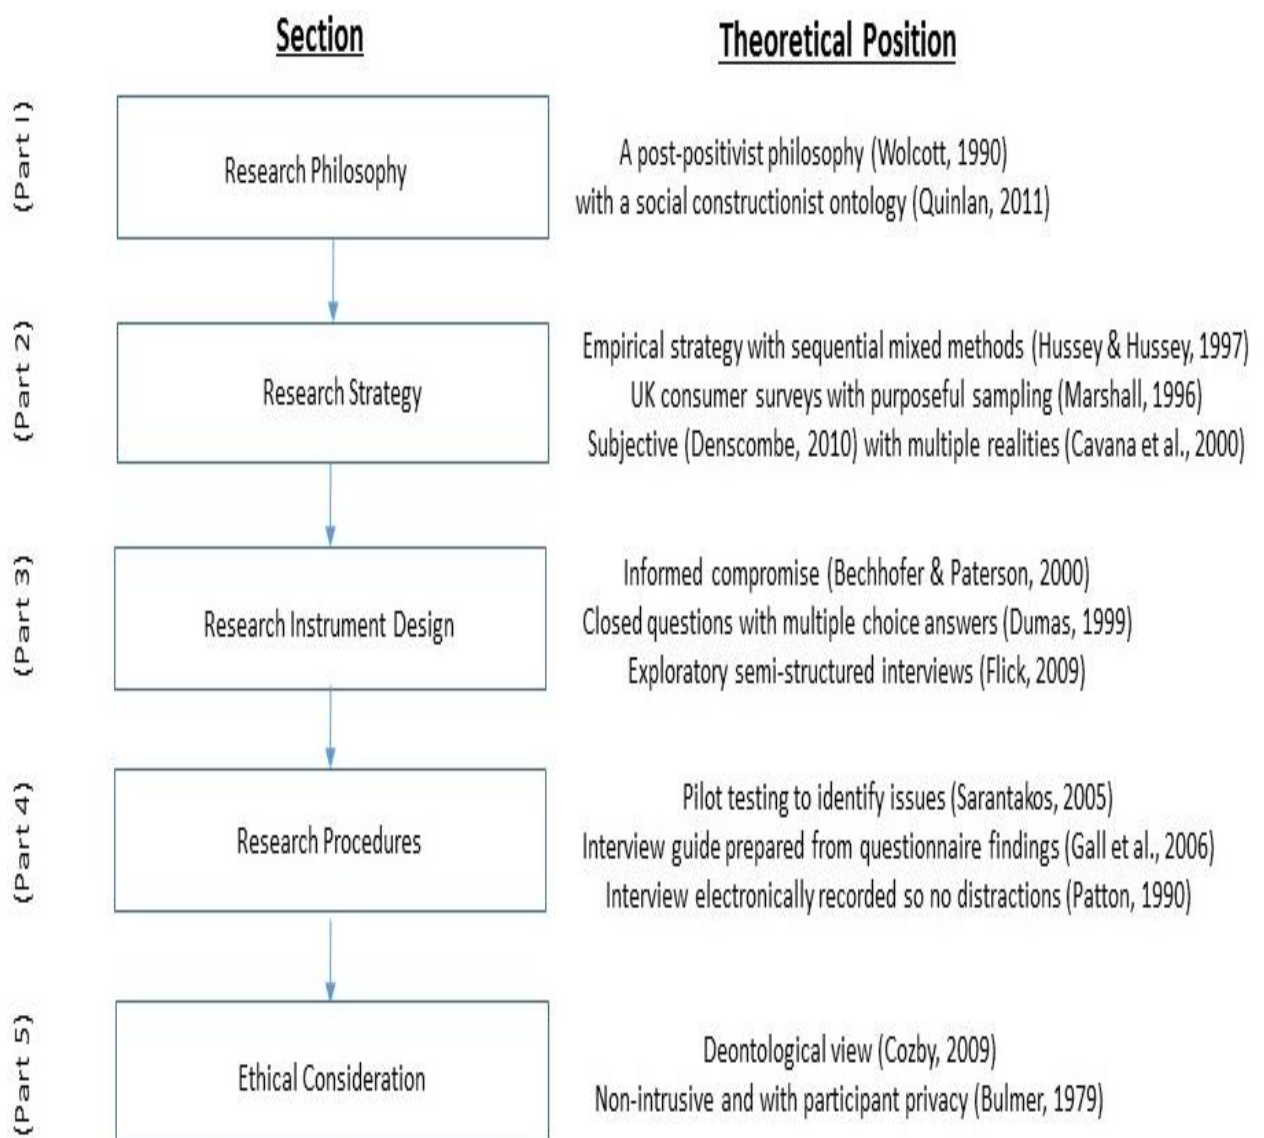 Section
Theoretical Position
(Part 1)
Research Philosophy
A post-positivist philosophy (Wolcott, 1990)
with a social constructionist ontology (Quinlan, 2011)
(Part 2)
Research Strategy
Empirical strategy with sequential mixed methods (Hussey & Hussey, 1997)
UK consumer surveys with purposeful sampling (Marshall, 1996)
Subjective (Denscombe, 2010) with multiple realities (Cavana et al., 2000)
(Part 3)
Research Instrument Design
Informed compromise (Bechhofer & Paterson, 2000)
Closed questions with multiple choice answers (Dumas, 1999)
Exploratory semi-structured interviews (Flick, 2009)
(Part 4)
Research Procedures
Pilot testing to identify issues (Sarantakos, 2005)
Interview guide prepared from questionnaire findings (Gall et al., 2006)
Interview electronically recorded so no distractions (Patton, 1990)
(Part 5)
Ethical Consideration
Deontological view (Cozby, 2009)
Non-intrusive and with participant privacy (Bulmer, 1979)